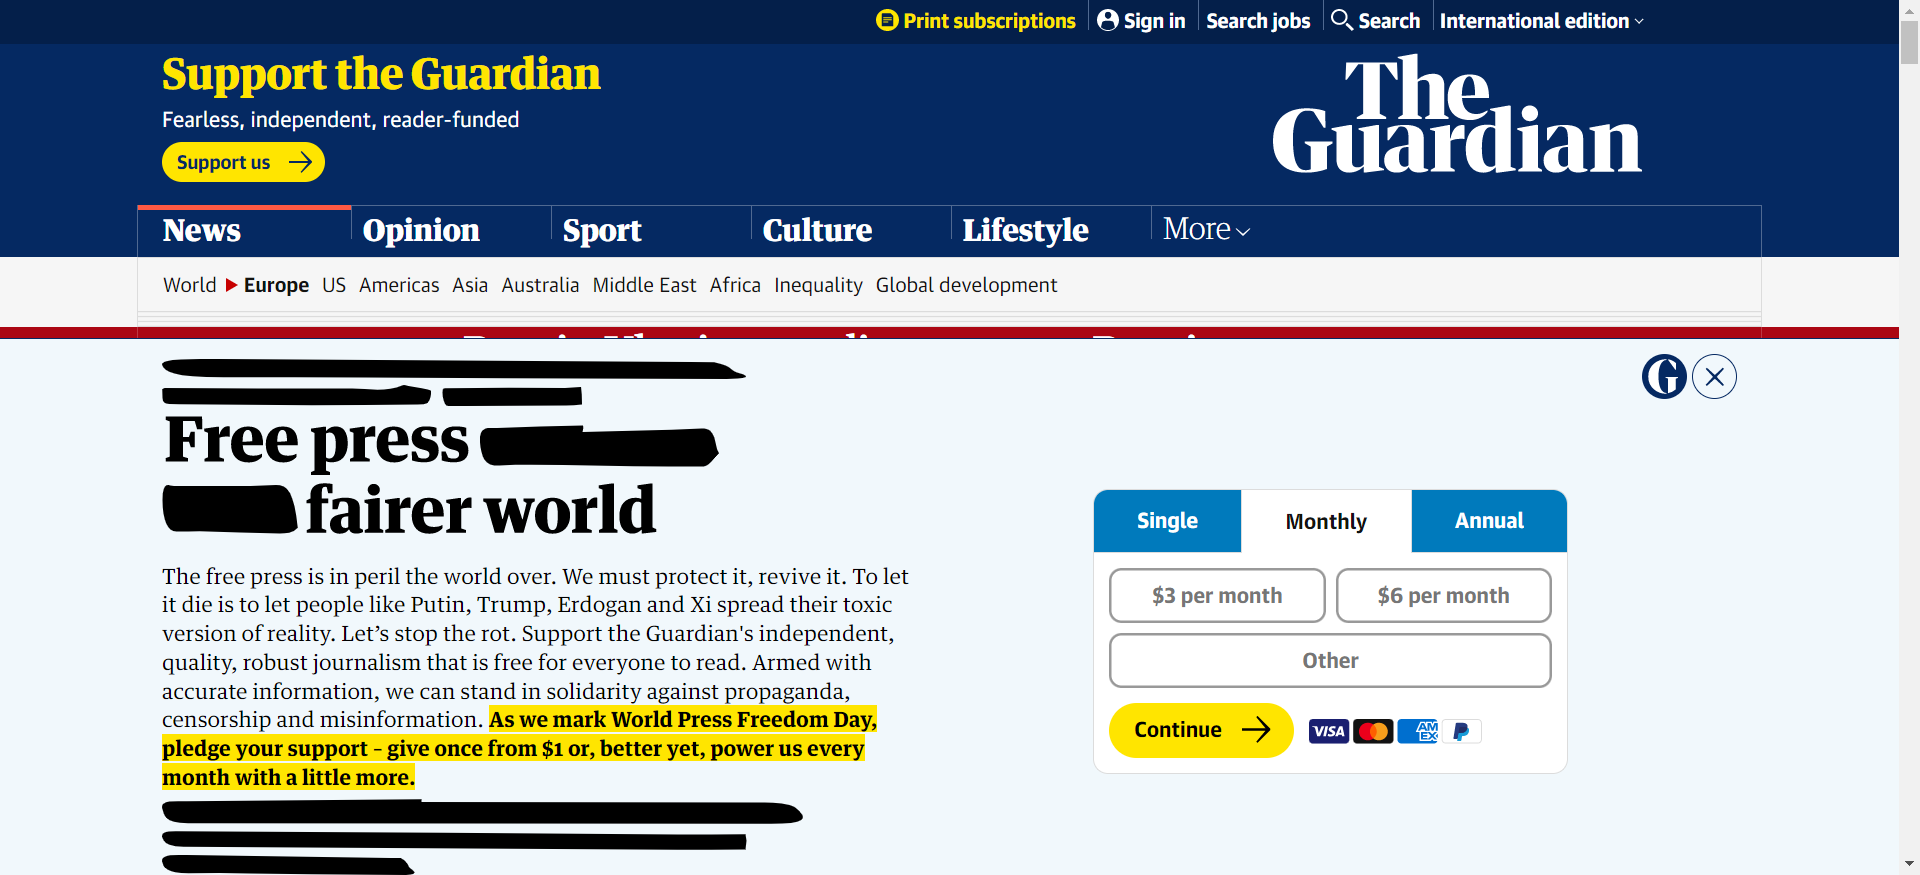 Print subscriptions
Sign in
Search jobs
Search
International edition
Support the Guardian
Fearless, independent, reader-funded
Support us
The
Guardian
News
Opinion
Sport
Culture
Lifestyle
More
World
Europe
US
Americas
Asia
Australia
Middle East
Africa
Inequality
Global development
Free press
fairer world
The free press is in peril the world over. We must protect it, revive it. To let
it die is to let people like Putin, Trump, Erdogan and Xi spread their toxic
version of reality. Let’s stop the rot. Support the Guardian's independent,
quality, robust journalism that is free for everyone to read. Armed with
accurate information, we can stand in solidarity against propaganda,
censorship and misinformation. As we mark World Press Freedom Day,
pledge your support – give once from $1 or, better yet, power us every
month with a little more.
G
Single
Monthly
Annual
$3 per month
$6 per month
Other
Continue
VISA
AM
EX
P